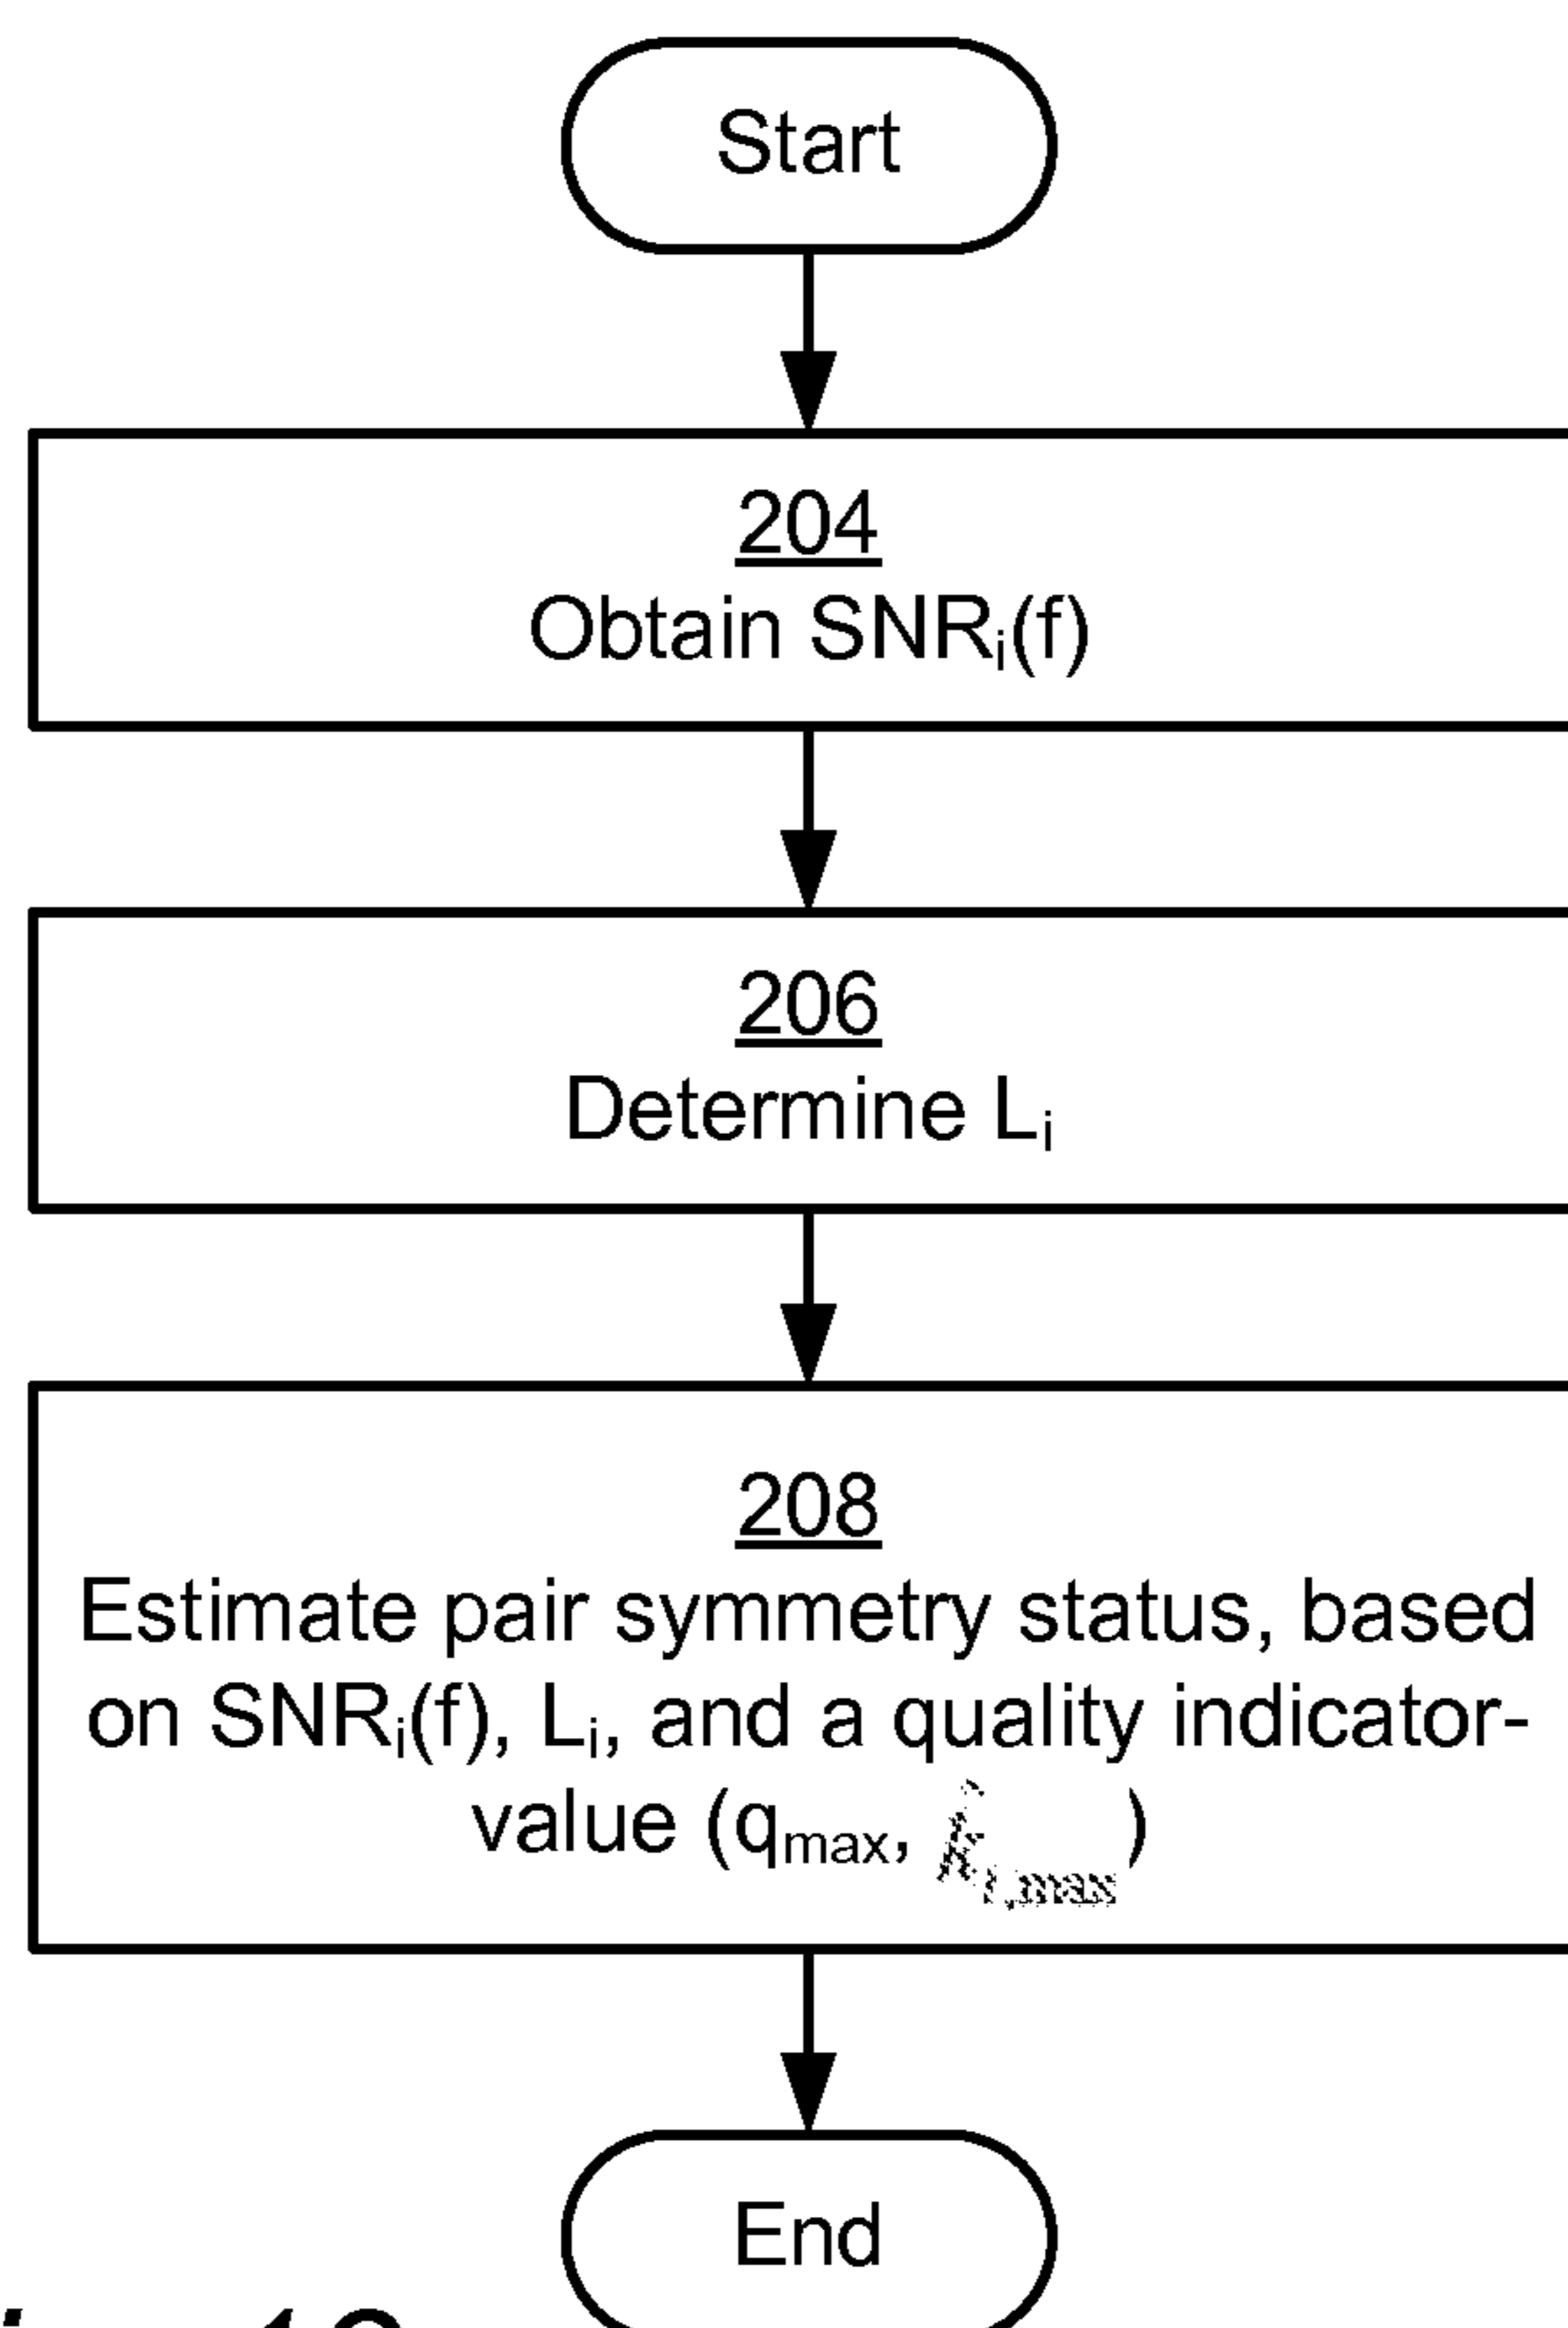 Start
204
Obtain SNRᵢ(f)
206
Determine Lᵢ
208
Estimate pair symmetry status, based
on SNRᵢ(f), Lᵢ, and a quality indicator-
value (qmax, )
End